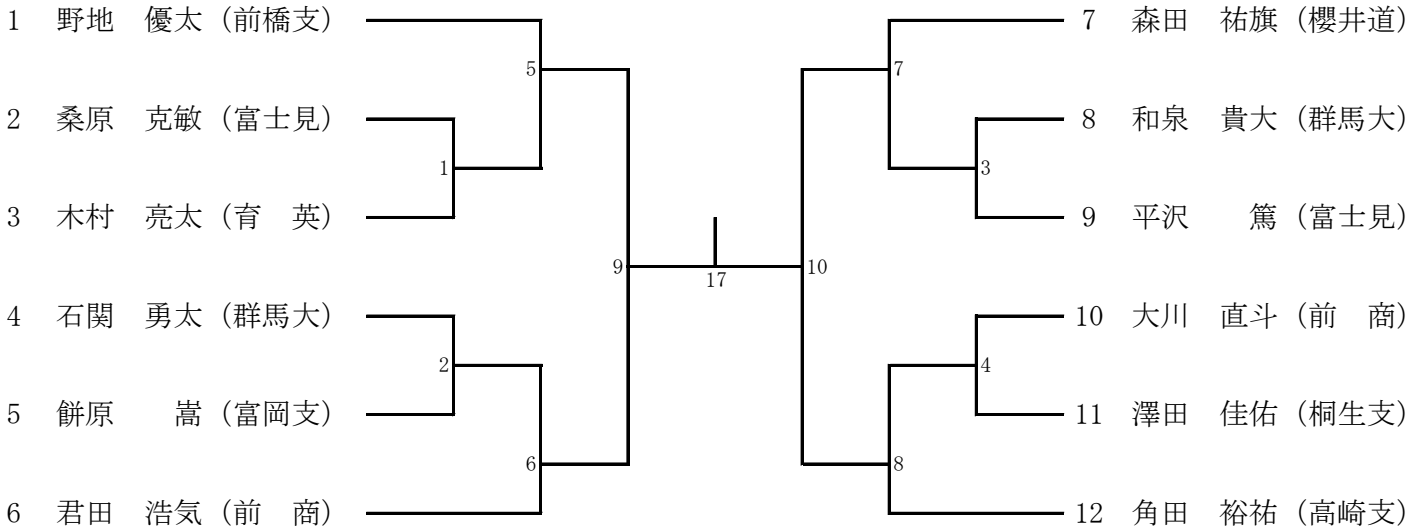 1 野地 優太 (前橋支)
2 桑原 克敏 (富士見)
3 木村 亮太 (育 英)
4 石関 勇太 (群馬大)
5 餅原 嵩 (富岡支)
6 君田 浩気 (前 商)
5
1
2
6
9
17
10
7
3
4
8
7 森田 祐旗 (櫻井道)
8 和泉 貴大 (群馬大)
9 平沢 篤 (富士見)
10 大川 直斗 (前 商)
11 澤田 佳佑 (桐生支)
12 角田 裕祐 (高崎支)